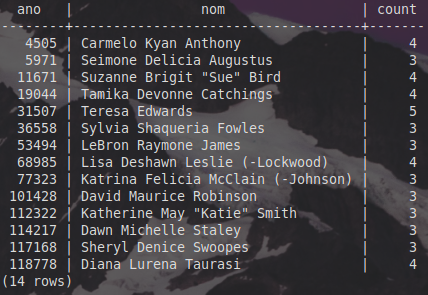 ano | nom | count
--------+-----------------------------------+-------
4505 | Carmelo Kyan Anthony | 4
5971 | Seimone Delicia Augustus | 3
11671 | Suzanne Brigit "Sue" Bird | 4
19044 | Tamika Devonne Catchings | 4
31507 | Teresa Edwards | 5
36558 | Sylvia Shaqueria Fowles | 3
53494 | LeBron Raymone James | 3
68985 | Lisa Deshawn Leslie (-Lockwood) | 4
77323 | Katrina Felicia McClain (-Johnson) | 3
101428 | David Maurice Robinson | 3
112322 | Katherine May "Katie" Smith | 3
114217 | Dawn Michelle Staley | 3
117168 | Sheryl Denice Swoopes | 3
118778 | Diana Lurena Taurasi | 4
(14 rows)